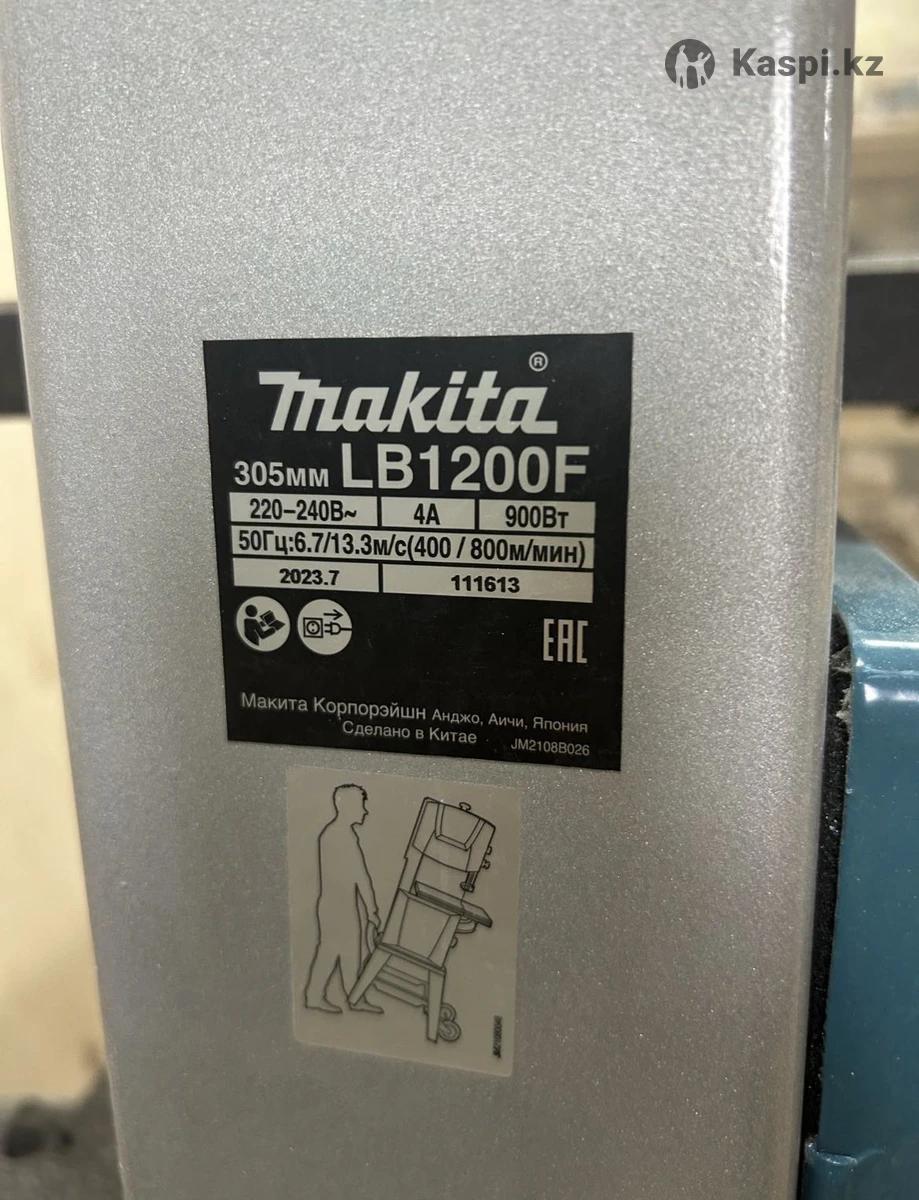 Kaspi.kz
makita®
305мм LB1200F
220–240В~ 4А 900Вт
50Гц:6.7/13.3м/с(400 / 800м/мин)
2023.7 111613
EAC
Макита Корпорэйшн Анджо, Аичи, Япония
Сделано в Китае JM2108B026